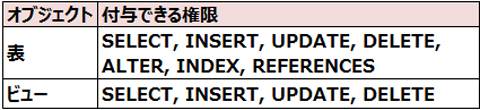 オブジェクト 付与できる権限
表 SELECT, INSERT, UPDATE, DELETE,
ALTER, INDEX, REFERENCES
ビュー SELECT, INSERT, UPDATE, DELETE